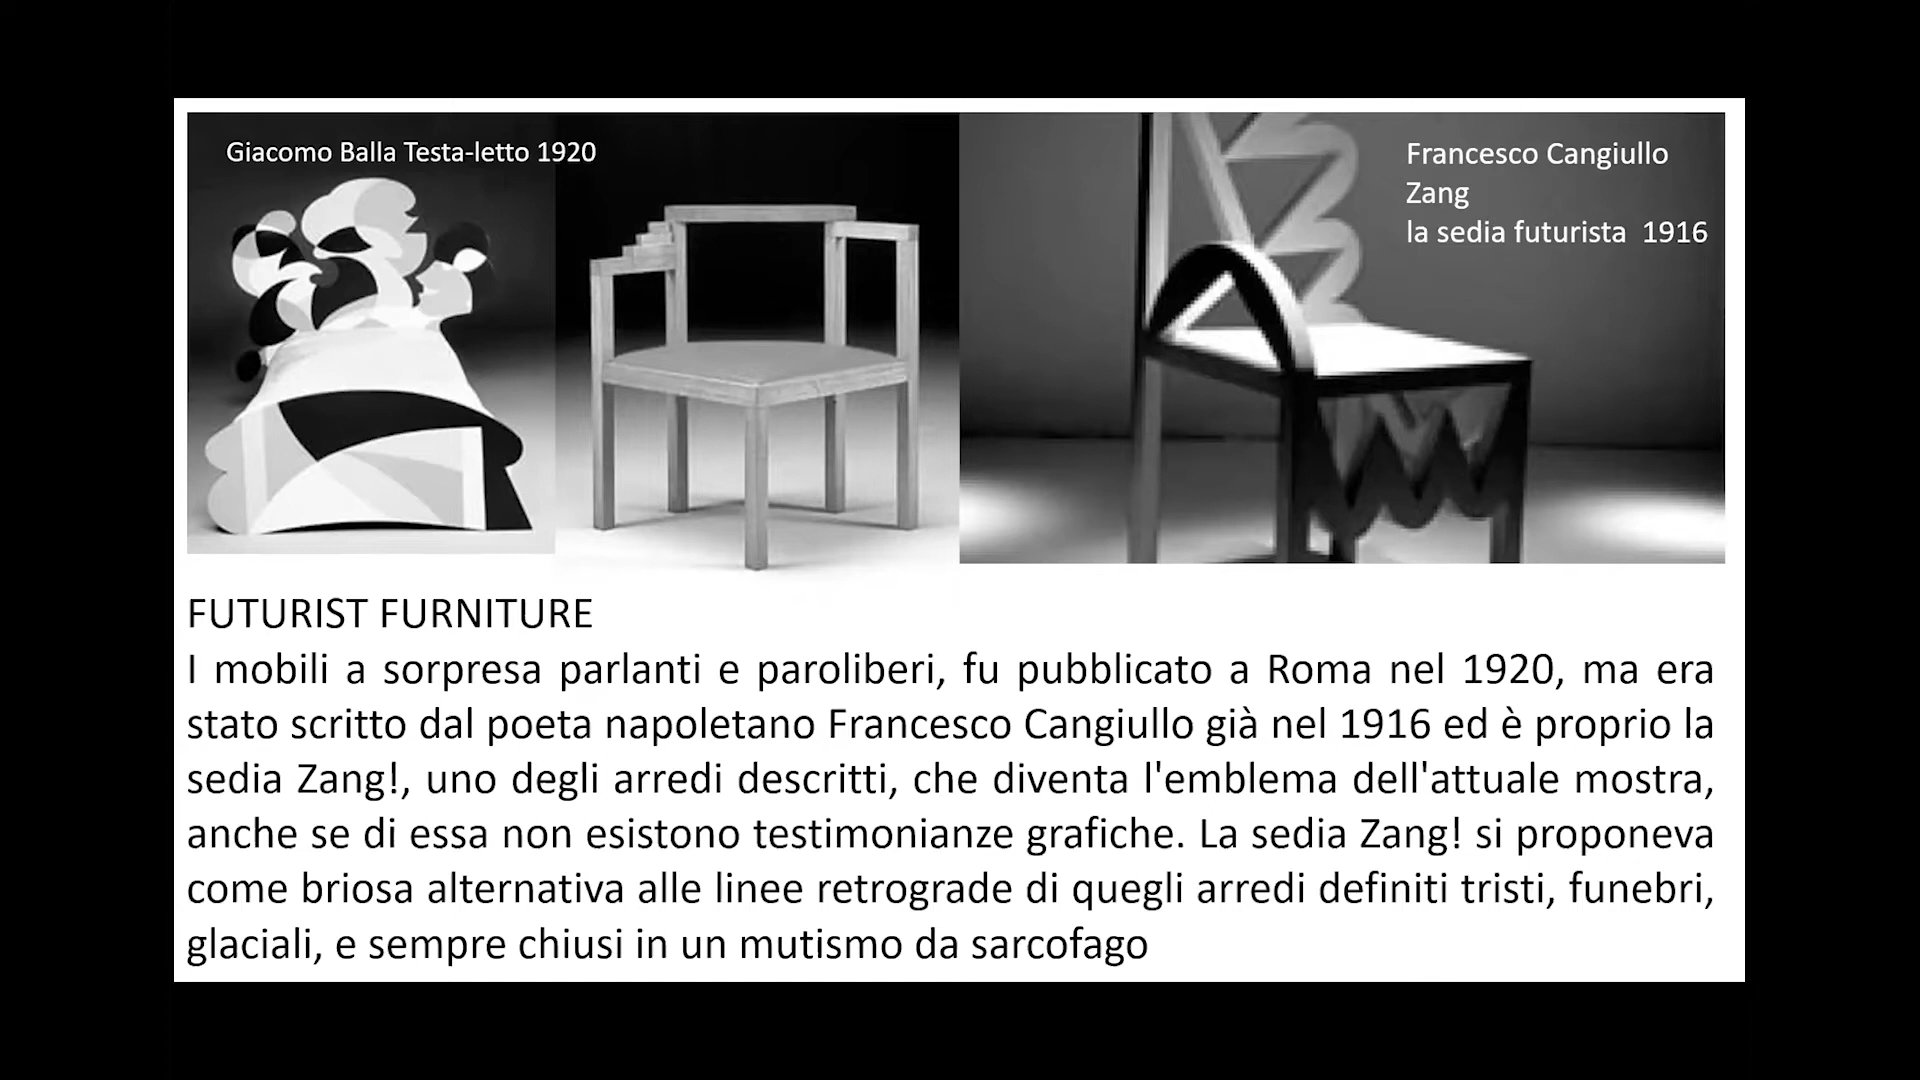 Giacomo Balla Testa-letto 1920
Francesco Cangiullo
Zang
la sedia futurista 1916
FUTURIST FURNITURE
I mobili a sorpresa parlanti e paroliberi, fu pubblicato a Roma nel 1920, ma era
stato scritto dal poeta napoletano Francesco Cangiullo già nel 1916 ed è proprio la
sedia Zang!, uno degli arredi descritti, che diventa l'emblema dell'attuale mostra,
anche se di essa non esistono testimonianze grafiche. La sedia Zang! si proponeva
come briosa alternativa alle linee retrograde di quegli arredi definiti tristi, funebri,
glaciali, e sempre chiusi in un mutismo da sarcofago